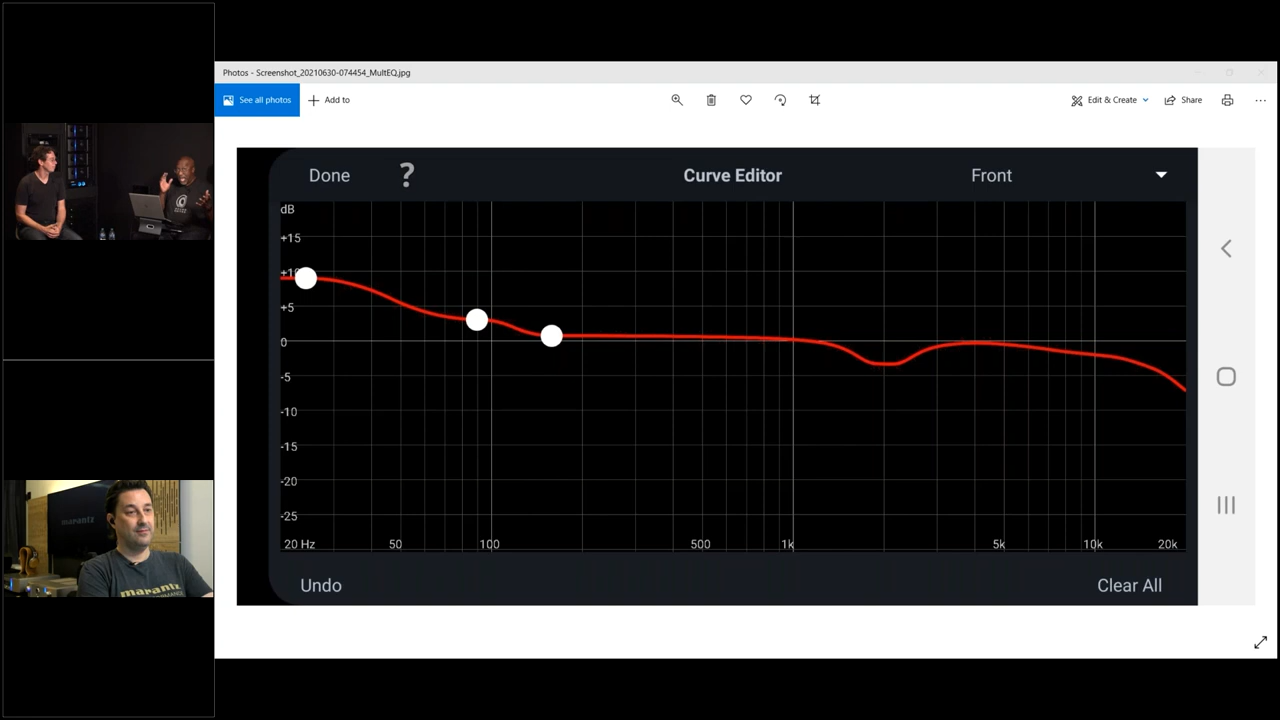 Photos - Screenshot_20210630-074454_MultEQ.jpg
See all photos
Add to
Edit & Create
Share
Done
?
Curve Editor
Front
dB
+15
+5
0
-5
-10
-15
-20
-25
20 Hz
50
100
500
1k
5k
10k
20k
Undo
Clear All
marantz
marantz